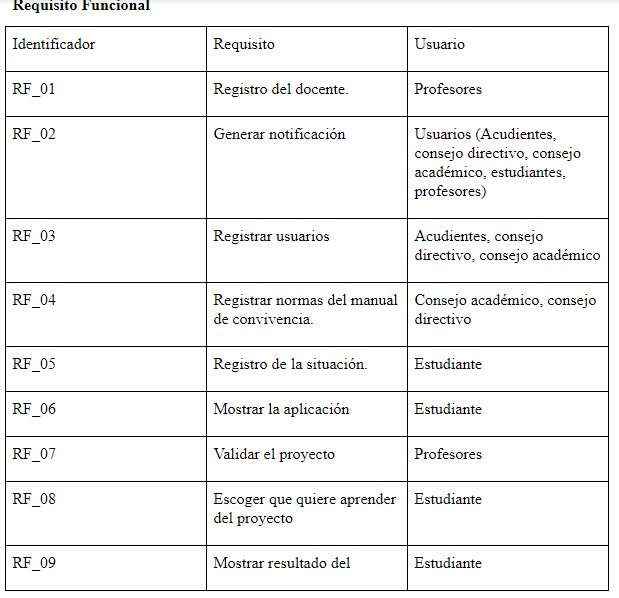 Requisito Funcional
Identificador Requisito Usuario
RF_01 Registro del docente. Profesores
RF_02 Generar notificación Usuarios (Acudientes,
consejo directivo, consejo
académico, estudiantes,
profesores)
RF_03 Registrar usuarios Acudientes, consejo
directivo, consejo académico
RF_04 Registrar normas del manual Consejo académico, consejo
de convivencia. directivo
RF_05 Registro de la situación. Estudiante
RF_06 Mostrar la aplicación Estudiante
RF_07 Validar el proyecto Profesores
RF_08 Escoger que quiere aprender Estudiante
del proyecto
RF_09 Mostrar resultado del Estudiante